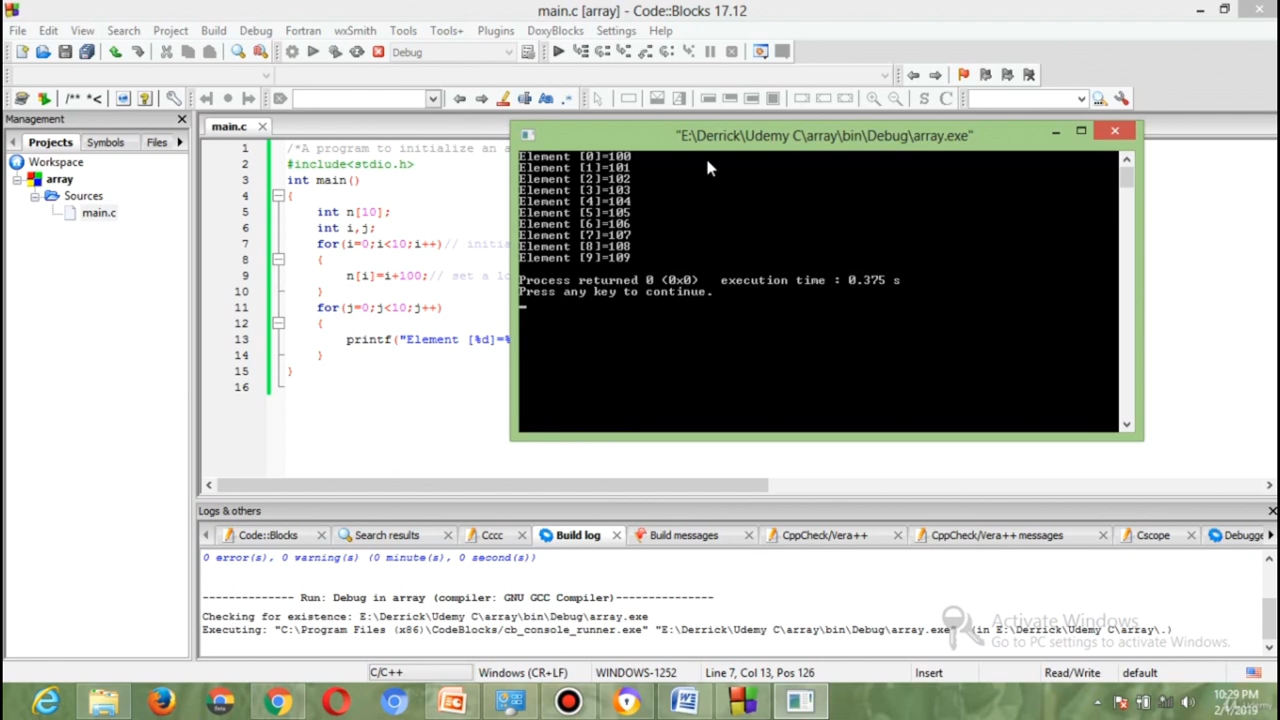 main.c [array] - Code::Blocks 17.12
File Edit View Search Project Build Debug Fortran wxSmith Tools Tools+ Plugins DoxyBlocks Settings Help
Debug
/** *<
S C
Management
Projects Symbols Files
Workspace
array
Sources
main.c
main.c
1 /*A program to initialize an a
2 #include<stdio.h>
3 int main()
4 {
5 int n[10];
6 int i,j;
7 for(i=0;i<10;i++)// initia
8 {
9 n[i]=i+100;// set a lo
10 }
11 for(j=0;j<10;j++)
12 {
13 printf("Element [%d]=%
14 }
15 }
16
"E:\Derrick\Udemy C\array\bin\Debug\array.exe"
Element [0]=100
Element [1]=101
Element [2]=102
Element [3]=103
Element [4]=104
Element [5]=105
Element [6]=106
Element [7]=107
Element [8]=108
Element [9]=109
Process returned 0 (0x0) execution time : 0.375 s
Press any key to continue.
Logs & others
Code::Blocks Search results Cccc Build log Build messages CppCheck/Vera++ CppCheck/Vera++ messages Cscope Debugge
0 error(s), 0 warning(s) (0 minute(s), 0 second(s))
-------------- Run: Debug in array (compiler: GNU GCC Compiler)---------------
Checking for existence: E:\Derrick\Udemy C\array\bin\Debug\array.exe
Executing: "C:\Program Files (x86)\CodeBlocks/cb_console_runner.exe" "E:\Derrick\Udemy C\array\bin\Debug\array.exe" (in E:\Derrick\Udemy C\array\.)
Activate Windows
Go to PC settings to activate Windows.
C/C++ Windows (CR+LF) WINDOWS-1252 Line 7, Col 13, Pos 126 Insert Read/Write default
10:29 PM
2/1/2019